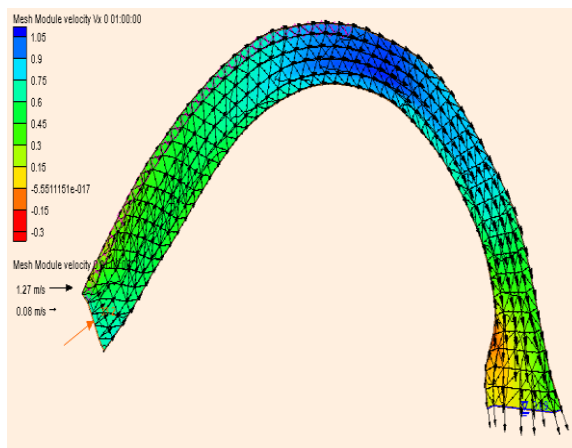 Mesh Module velocity Vx 0 01:00:00
1.05
0.9
0.75
0.6
0.45
0.3
0.15
-5.5511151e-017
-0.15
-0.3
Mesh Module velocity
1.27 m/s
0.08 m/s